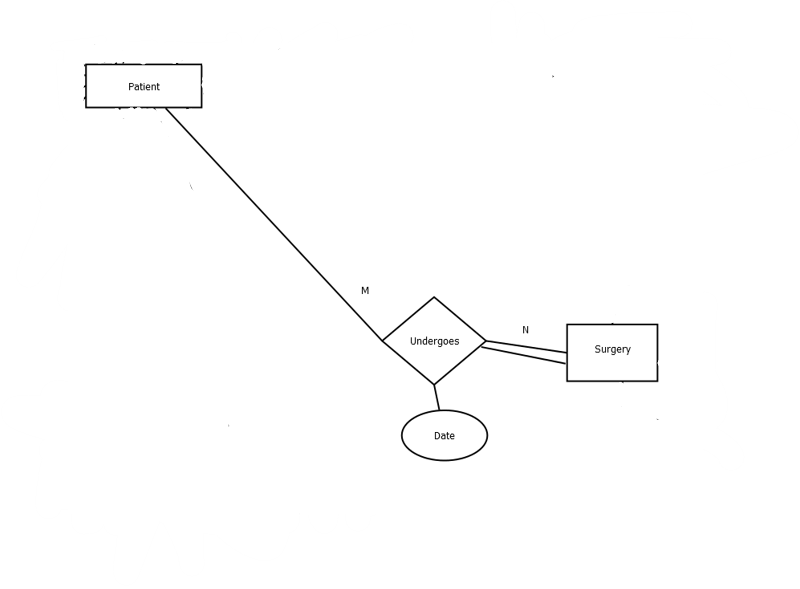 Patient
M
N
Undergoes
Surgery
Date